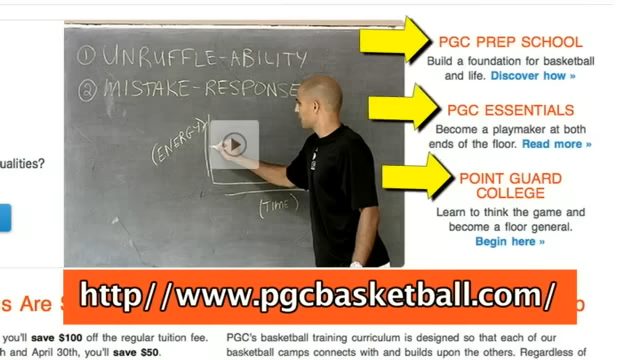 ① UNRUFFLE-ABILITY
② MISTAKE-RESPONSE
(ENERGY)
(TIME)
PGC PREP SCHOOL
Build a foundation for basketball
and life. Discover how »
PGC ESSENTIALS
Become a playmaker at both
ends of the floor. Read more »
POINT GUARD
COLLEGE
Learn to think the game and
become a floor general.
Begin here »
ualities?
http//www.pgcbasketball.com/
s Are S
p
you'll save $100 off the regular tuition fee.
h and April 30th, you'll save $50.
PGC's basketball training curriculum is designed so that each of our
basketball camps connects with and builds upon the others. Regardless of